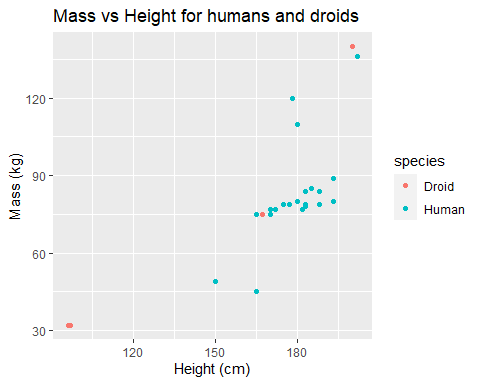 Mass vs Height for humans and droids
Mass (kg)
120
90
60
30
120
150
180
Height (cm)
species
Droid
Human